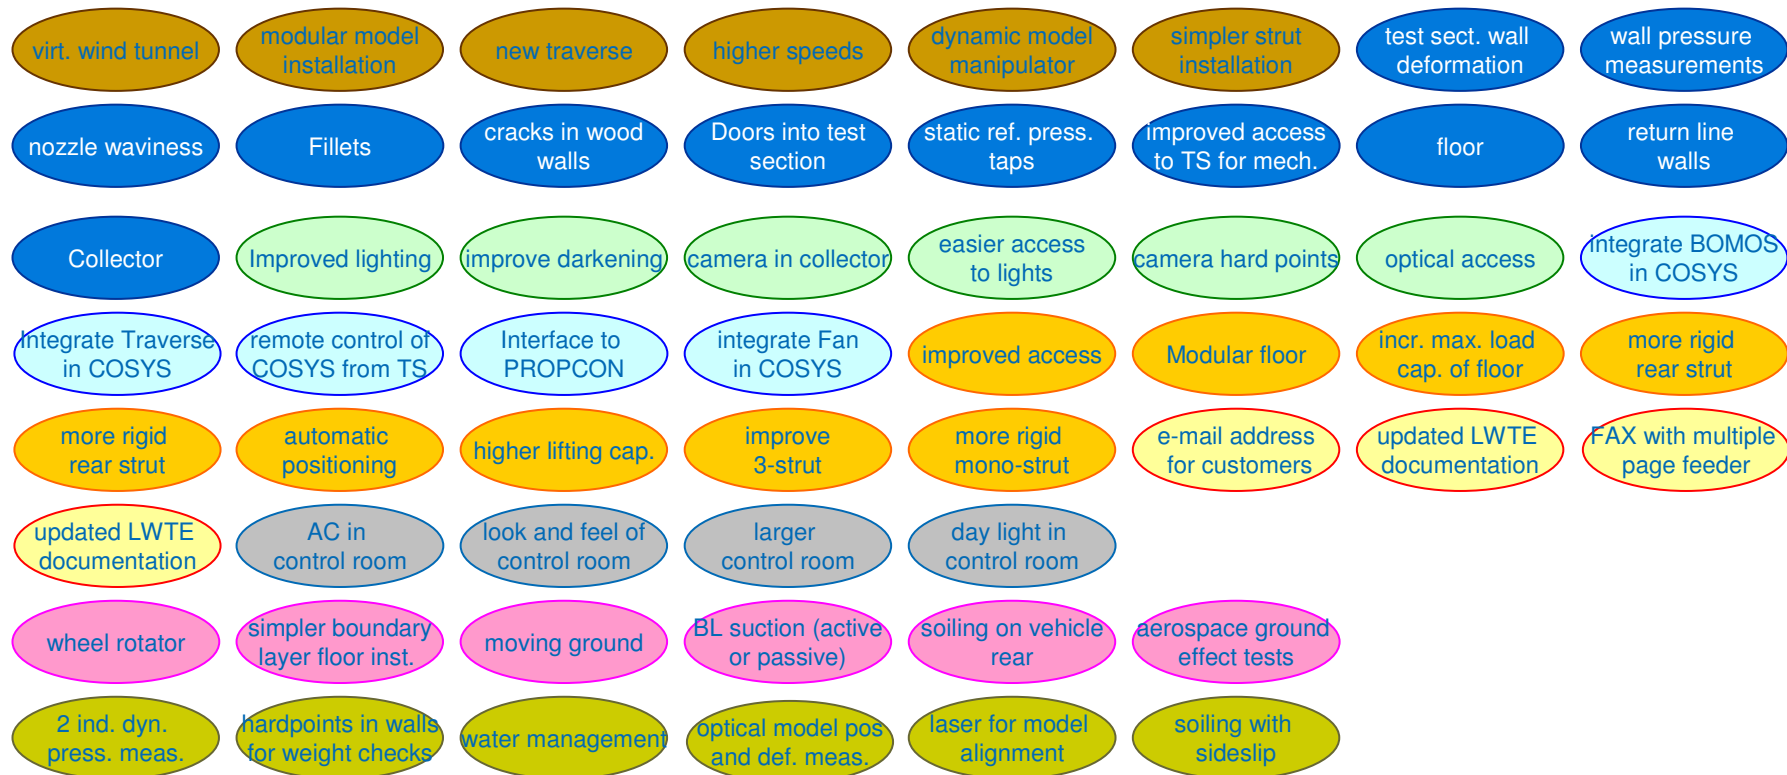 virt. wind tunnel
modular model
installation
new traverse
higher speeds
dynamic model
manipulator
simpler strut
installation
test sect. wall
deformation
wall pressure
measurements
nozzle waviness
Fillets
cracks in wood
walls
Doors into test
section
static ref. press.
taps
improved access
to TS for mech.
floor
return line
walls
Collector
Improved lighting
improve darkening
camera in collector
easier access
to lights
camera hard points
optical access
integrate BOMOS
in COSYS
Integrate Traverse
in COSYS
remote control of
COSYS from TS
Interface to
PROPCON
integrate Fan
in COSYS
improved access
Modular floor
incr. max. load
cap. of floor
more rigid
rear strut
more rigid
rear strut
automatic
positioning
higher lifting cap.
improve
3-strut
more rigid
mono-strut
e-mail address
for customers
updated LWTE
documentation
FAX with multiple
page feeder
updated LWTE
documentation
AC in
control room
look and feel of
control room
larger
control room
day light in
control room
wheel rotator
simpler boundary
layer floor inst.
moving ground
BL suction (active
or passive)
soiling on vehicle
rear
aerospace ground
effect tests
2 ind. dyn.
press. meas.
hardpoints in walls
for weight checks
water management
optical model pos
and def. meas.
laser for model
alignment
soiling with
sideslip